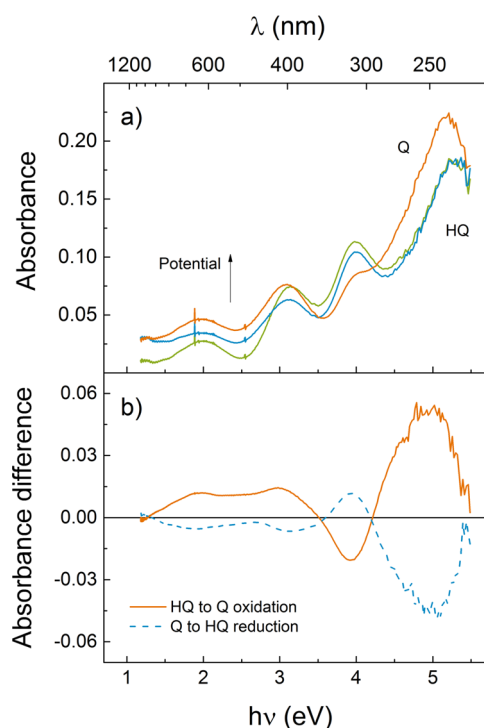 λ (nm)
1200 600 400 300 250
a)
Q
HQ
Potential
Absorbance
0.20
0.15
0.10
0.05
b)
Absorbance difference
0.06
0.03
0.00
-0.03
-0.06
HQ to Q oxidation
Q to HQ reduction
1 2 3 4 5
hν (eV)